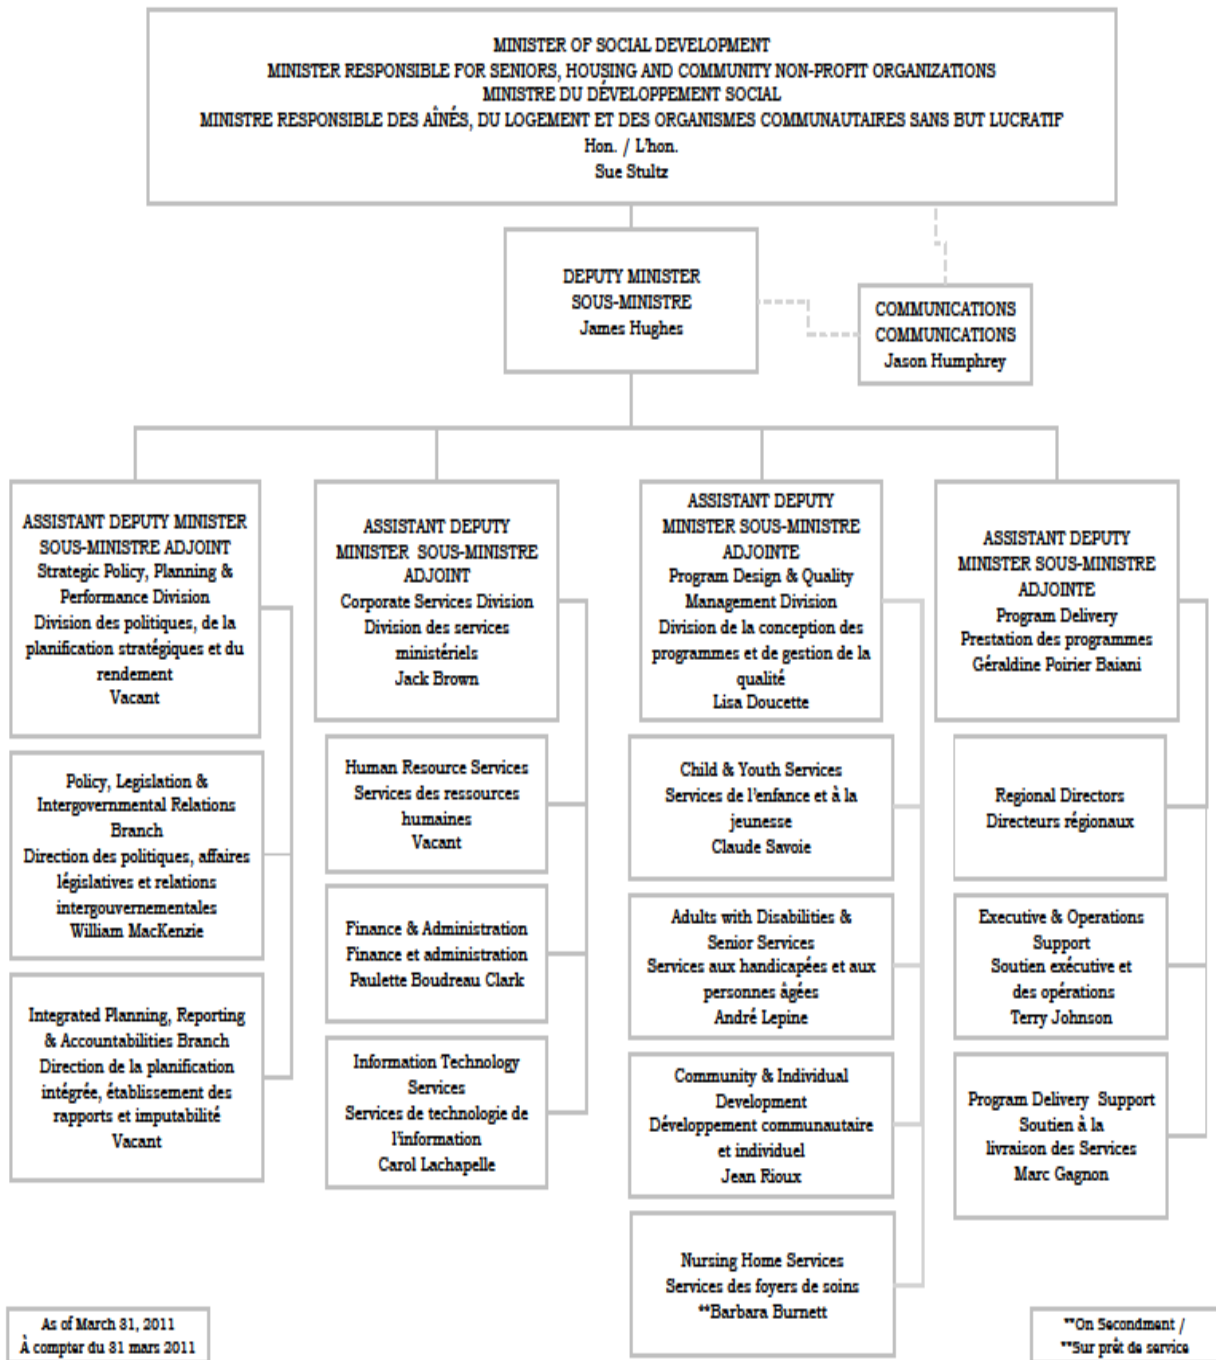 MINISTER OF SOCIAL DEVELOPMENT
MINISTER RESPONSIBLE FOR SENIORS, HOUSING AND COMMUNITY NON-PROFIT ORGANIZATIONS
MINISTRE DU DÉVELOPPEMENT SOCIAL
MINISTRE RESPONSIBLE DES AÎNÉS, DU LOGEMENT ET DES ORGANISMES COMMUNAUTAIRES SANS BUT LUCRATIF
Hon. / L'hon.
Sue Stultz
DEPUTY MINISTER
SOUS-MINISTRE
James Hughes
COMMUNICATIONS
COMMUNICATIONS
Jason Humphrey
ASSISTANT DEPUTY MINISTER
SOUS-MINISTRE ADJOINT
Strategic Policy, Planning &
Performance Division
Division des politiques, de la
planification stratégiques et du
rendement
Vacant
Policy, Legislation &
Intergovernmental Relations
Branch
Direction des politiques, affaires
législatives et relations
intergouvernementales
William MacKenzie
Integrated Planning, Reporting
& Accountabilities Branch
Direction de la planification
intégrée, établissement des
rapports et imputabilité
Vacant
ASSISTANT DEPUTY
MINISTER SOUS-MINISTRE
ADJOINT
Corporate Services Division
Division des services
ministériels
Jack Brown
Human Resource Services
Services des ressources
humaines
Vacant
Finance & Administration
Finance et administration
Paulette Boudreau Clark
Information Technology
Services
Services de technologie de
l'information
Carol Lachapelle
ASSISTANT DEPUTY
MINISTER SOUS-MINISTRE
ADJOINTE
Program Design & Quality
Management Division
Division de la conception des
programmes et de gestion de la
qualité
Lisa Doucette
Child & Youth Services
Services de l'enfance et à la
jeunesse
Claude Savoie
Adults with Disabilities &
Senior Services
Services aux handicapées et aux
personnes âgées
André Lepine
Community & Individual
Development
Développement communautaire
et individuel
Jean Rioux
Nursing Home Services
Services des foyers de soins
**Barbara Burnett
ASSISTANT DEPUTY
MINISTER SOUS-MINISTRE
ADJOINTE
Program Delivery
Prestation des programmes
Géraldine Poirier Baiani
Regional Directors
Directeurs régionaux
Executive & Operations
Support
Soutien exécutive et
des opérations
Terry Johnson
Program Delivery Support
Soutien à la
livraison des Services
Marc Gagnon
As of March 31, 2011
À compter du 31 mars 2011
**On Secondment /
**Sur prêt de service